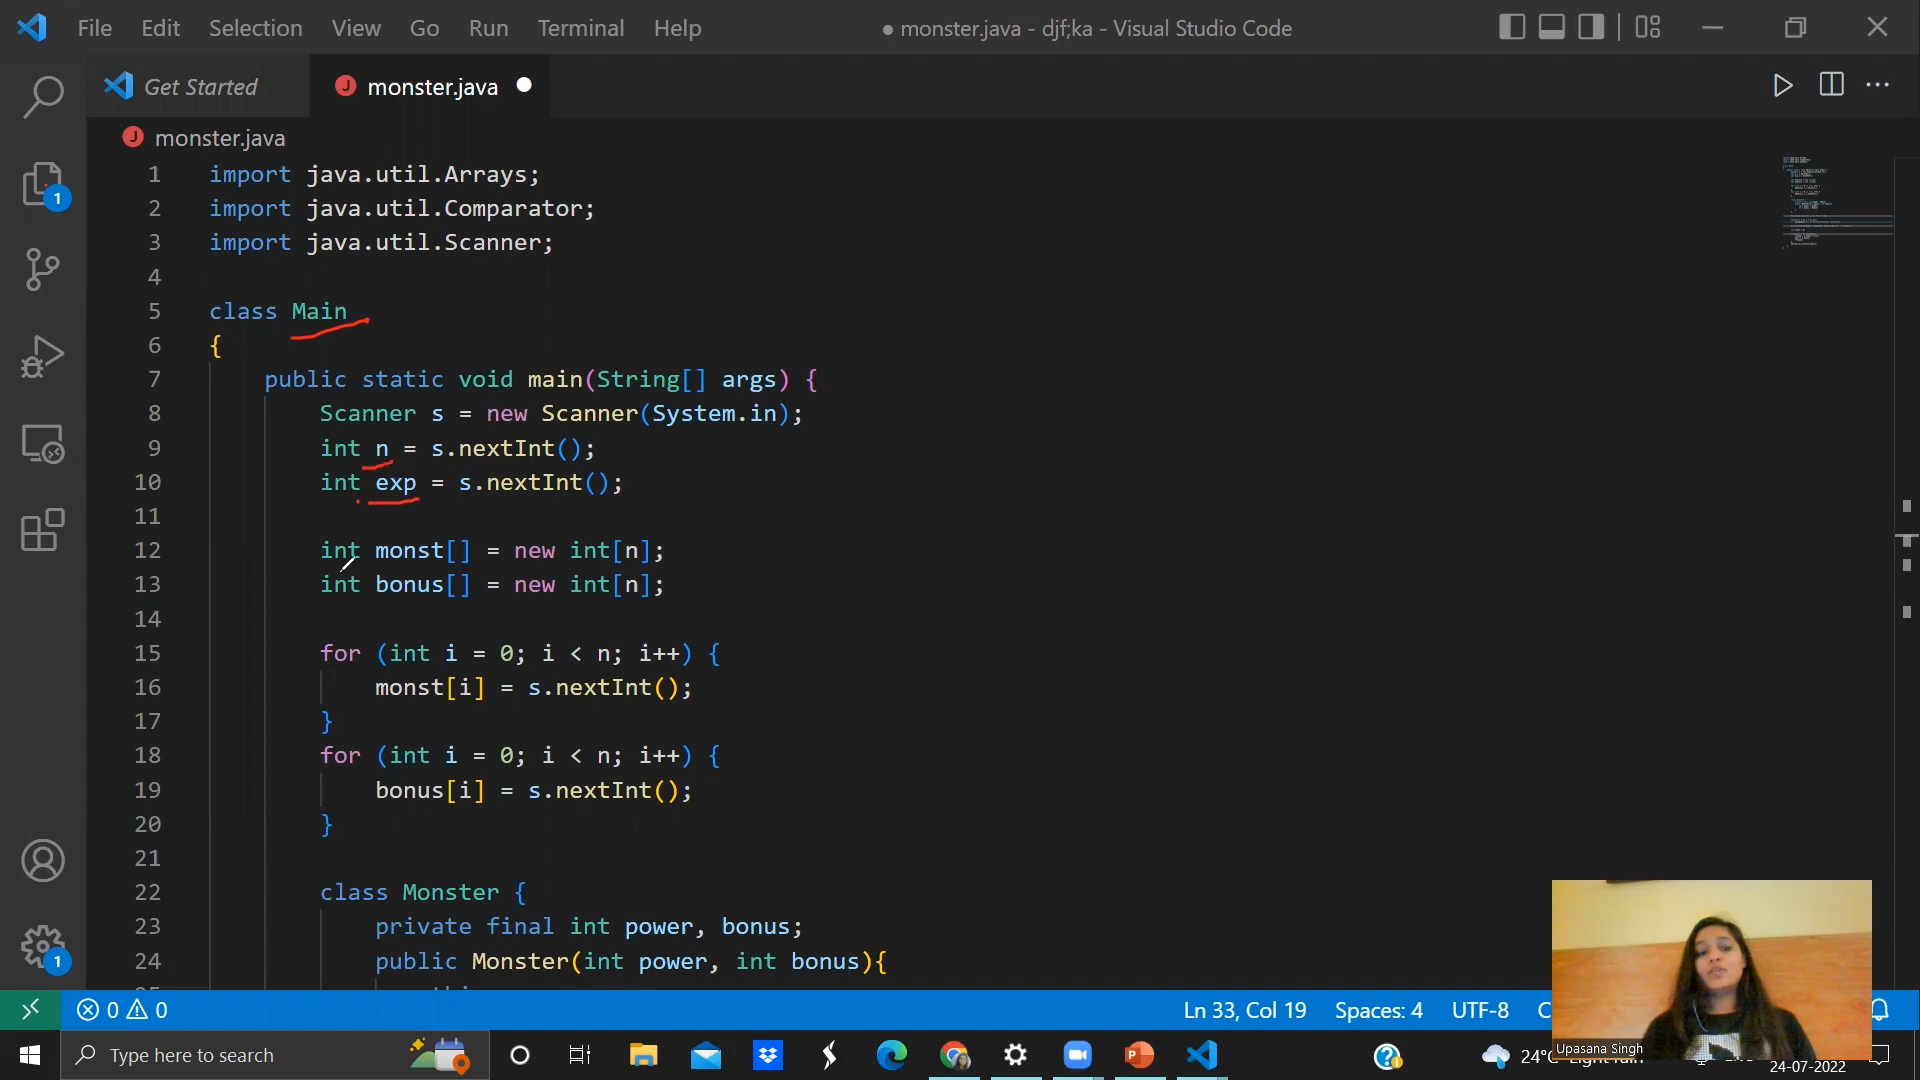 File Edit Selection View Go Run Terminal Help
● monster.java - djf;ka - Visual Studio Code
Get Started
monster.java
monster.java
1 import java.util.Arrays;
2 import java.util.Comparator;
3 import java.util.Scanner;
4
5 class Main
6 {
7 public static void main(String[] args) {
8 Scanner s = new Scanner(System.in);
9 int n = s.nextInt();
10 int exp = s.nextInt();
11
12 int monst[] = new int[n];
13 int bonus[] = new int[n];
14
15 for (int i = 0; i < n; i++) {
16 monst[i] = s.nextInt();
17 }
18 for (int i = 0; i < n; i++) {
19 bonus[i] = s.nextInt();
20 }
21
22 class Monster {
23 private final int power, bonus;
24 public Monster(int power, int bonus){
1
1
0 0
Ln 33, Col 19 Spaces: 4 UTF-8
Upasana Singh
Type here to search
24°C Light rain
24-07-2022